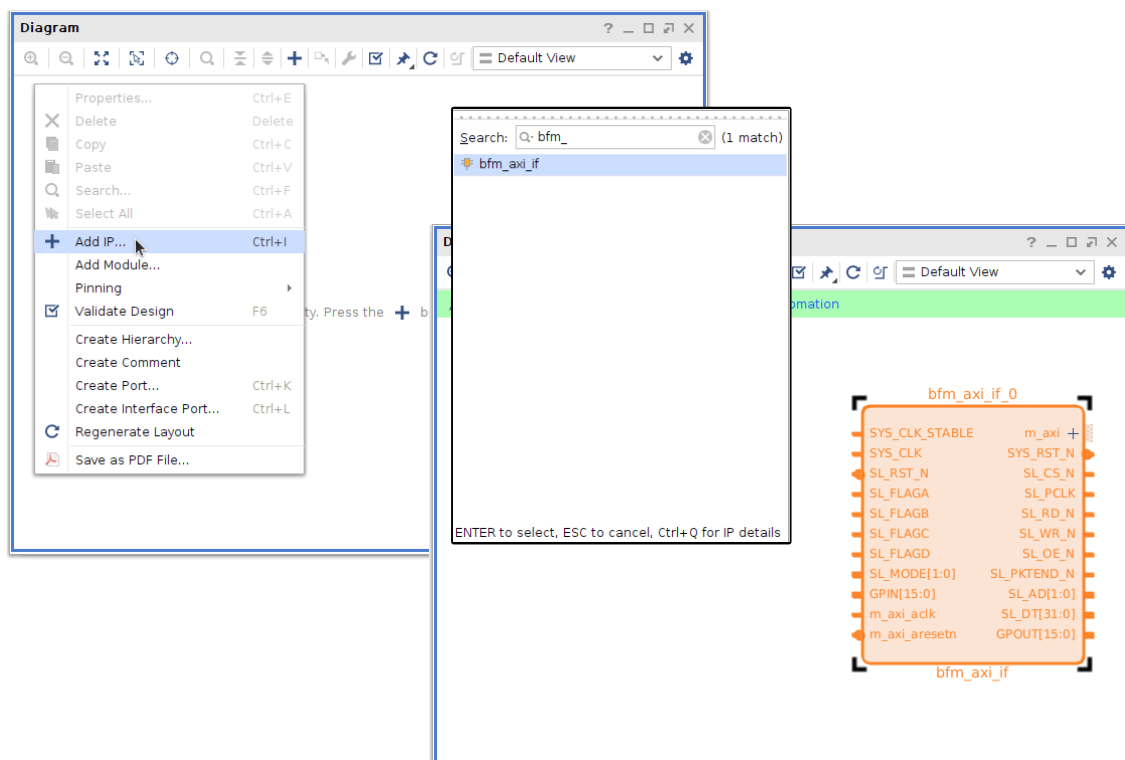 Diagram
Default View
Properties... Ctrl+E
Delete Delete
Copy Ctrl+C
Paste Ctrl+V
Search... Ctrl+F
Select All Ctrl+A
Add IP... Ctrl+I
Add Module...
Pinning
Validate Design F6
ty. Press the + b
Create Hierarchy...
Create Comment
Create Port... Ctrl+K
Create Interface Port... Ctrl+L
Regenerate Layout
Save as PDF File...
Search: bfm_ (1 match)
bfm_axi_if
ENTER to select, ESC to cancel, Ctrl+Q for IP details
D
Default View
omation
bfm_axi_if_0
SYS_CLK_STABLE m_axi +
SYS_CLK SYS_RST_N
SL_RST_N SL_CS_N
SL_FLAGA SL_PCLK
SL_FLAGB SL_RD_N
SL_FLAGC SL_WR_N
SL_FLAGD SL_OE_N
SL_MODE[1:0] SL_PKTEND_N
GPIN[15:0] SL_AD[1:0]
m_axi_aclk SL_DT[31:0]
m_axi_aresetn GPOUT[15:0]
bfm_axi_if